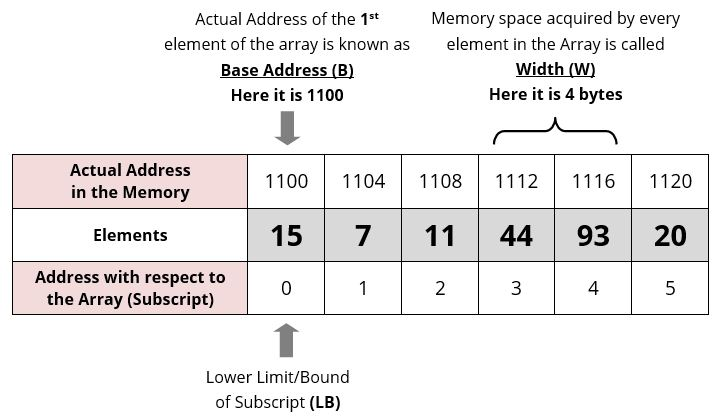 Actual Address of the 1st
element of the array is known as
Base Address (B)
Here it is 1100
Memory space acquired by every
element in the Array is called
Width (W)
Here it is 4 bytes
Actual Address
in the Memory
1100 1104 1108 1112 1116 1120
Elements 15 7 11 44 93 20
Address with respect to
the Array (Subscript)
0 1 2 3 4 5
Lower Limit/Bound
of Subscript (LB)